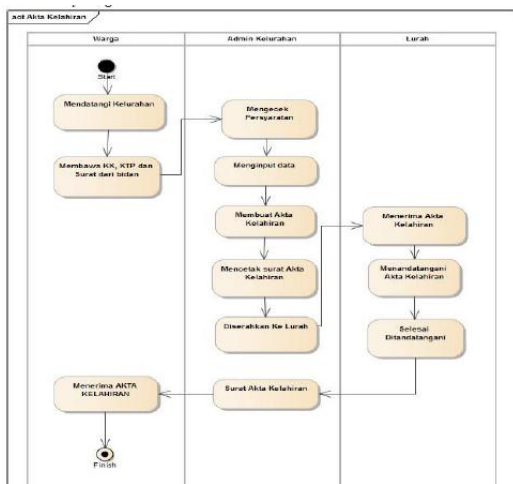 act Akta Kelahiran
Warga
Admin Kelurahan
Lurah
Start
Mendatangi Kelurahan
Membawa KK, KTP dan
Surat dari bidan
Mengecek
Persyaratan
Menginput data
Membuat Akta
Kelahiran
Mencetak surat Akta
Kelahiran
Diserahkan Ke Lurah
Menerima Akta
Kelahiran
Menandatangani
Akta Kelahiran
Selesai
Ditandatangani
Surat Akta Kelahiran
Menerima AKTA
KELAHIRAN
Finish